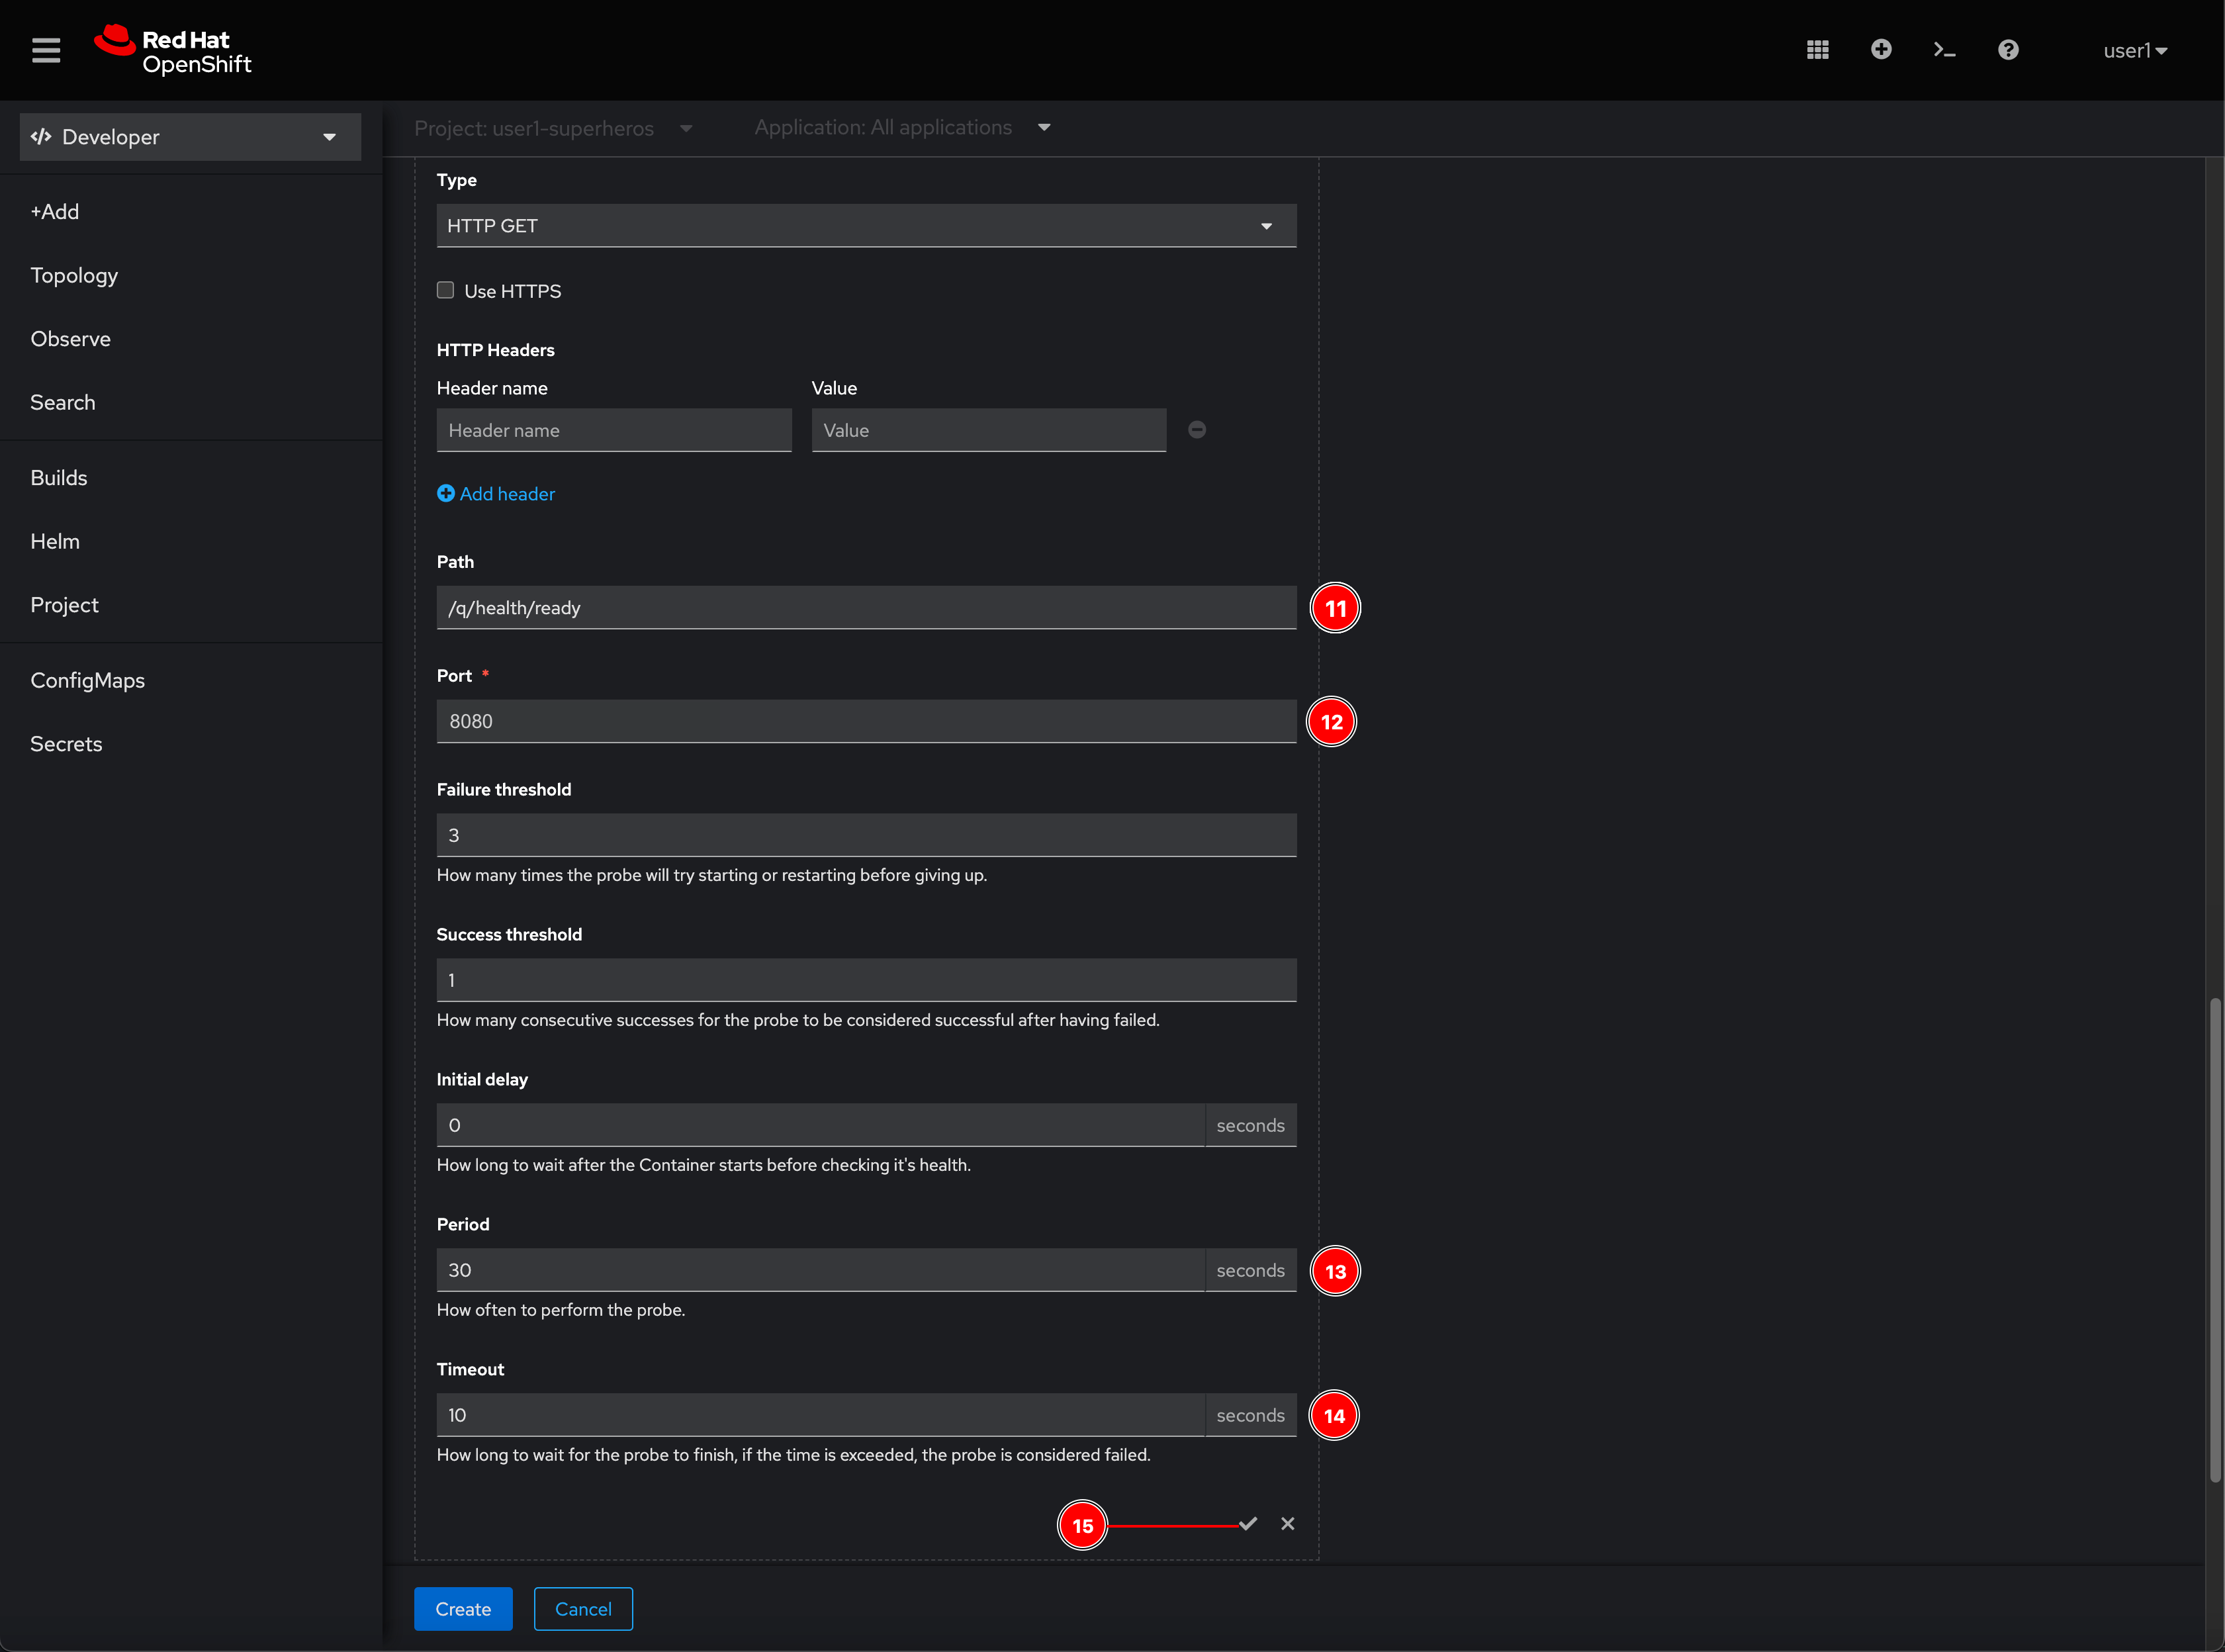 Red Hat
OpenShift
user1
Developer
Project: user1-superheros
Application: All applications
+Add
Topology
Observe
Search
Builds
Helm
Project
ConfigMaps
Secrets
Type
HTTP GET
Use HTTPS
HTTP Headers
Header name Value
Header name Value
Add header
Path
/q/health/ready
11
Port *
8080
12
Failure threshold
3
How many times the probe will try starting or restarting before giving up.
Success threshold
1
How many consecutive successes for the probe to be considered successful after having failed.
Initial delay
0 seconds
How long to wait after the Container starts before checking it's health.
Period
30 seconds
13
How often to perform the probe.
Timeout
10 seconds
14
How long to wait for the probe to finish, if the time is exceeded, the probe is considered failed.
15
Create Cancel